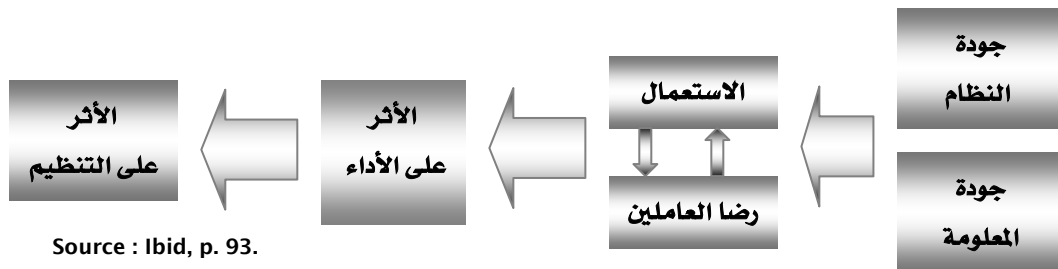 جودة
النظام
جودة
المعلومة
الاستعمال
رضا العاملين
الأثر
على الأداء
الأثر
على التنظيم
Source : Ibid, p. 93.